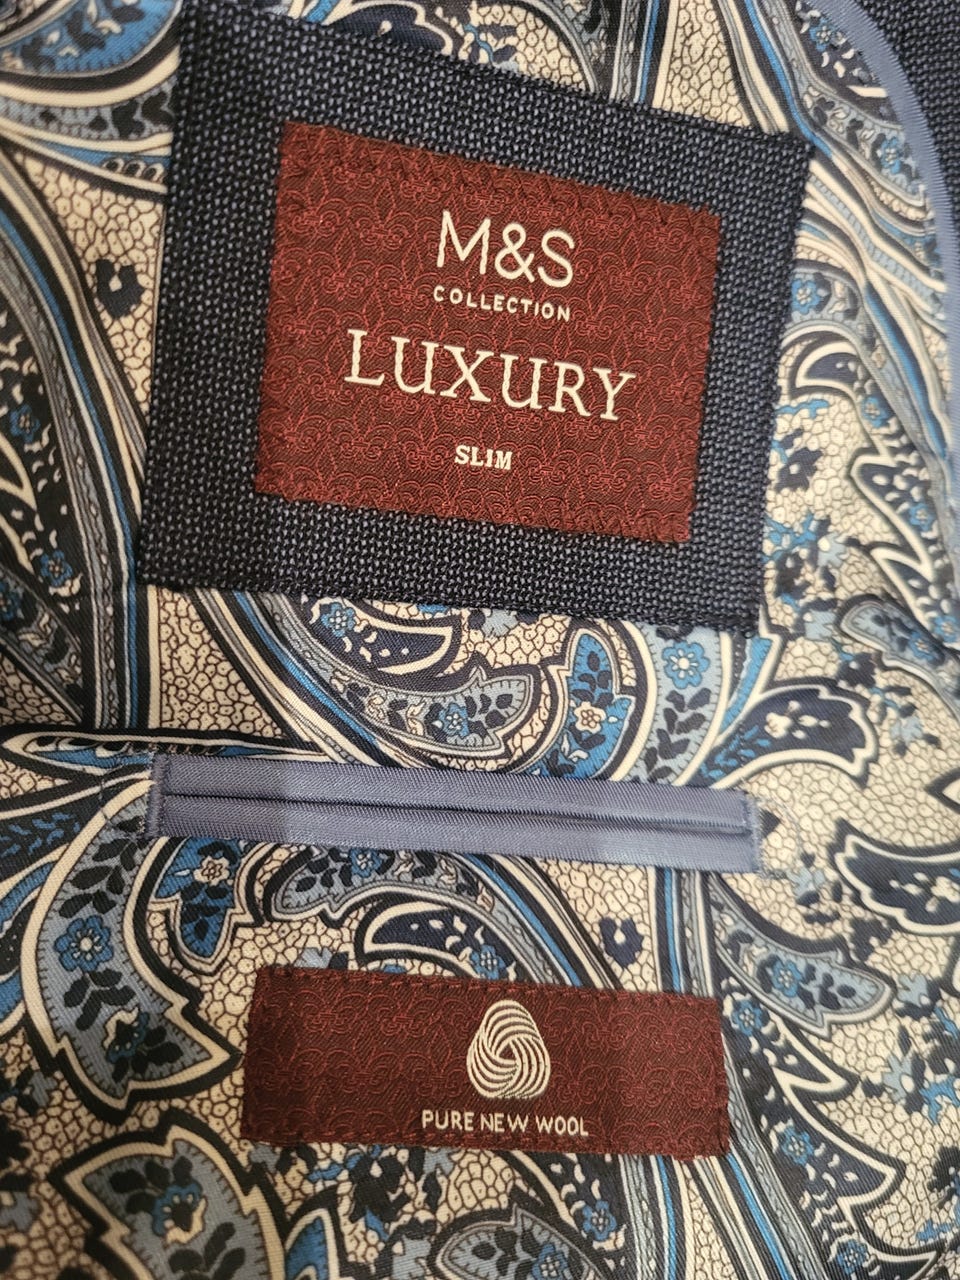 M&S
COLLECTION
LUXURY
SLIM
PURE NEW WOOL